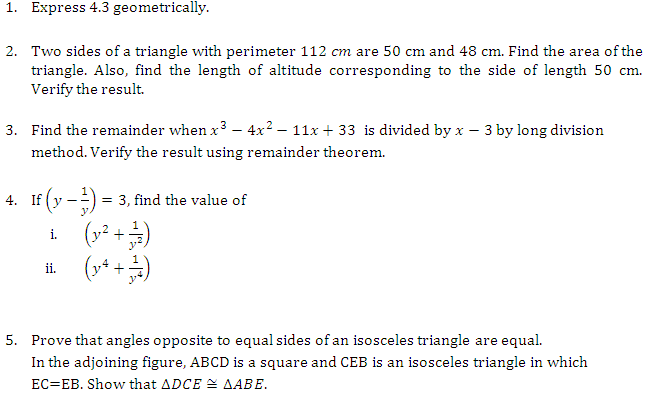 1. Express 4.3 geometrically.
2. Two sides of a triangle with perimeter 112 cm are 50 cm and 48 cm. Find the area of the
triangle. Also, find the length of altitude corresponding to the side of length 50 cm.
Verify the result.
3. Find the remainder when x³ – 4x² – 11x + 33 is divided by x – 3 by long division
method. Verify the result using remainder theorem.
4. If (y – 1/y) = 3, find the value of
i. (y² + 1/y²)
ii. (y⁴ + 1/y⁴)
5. Prove that angles opposite to equal sides of an isosceles triangle are equal.
In the adjoining figure, ABCD is a square and CEB is an isosceles triangle in which
EC=EB. Show that ΔDCE ≅ ΔABE.